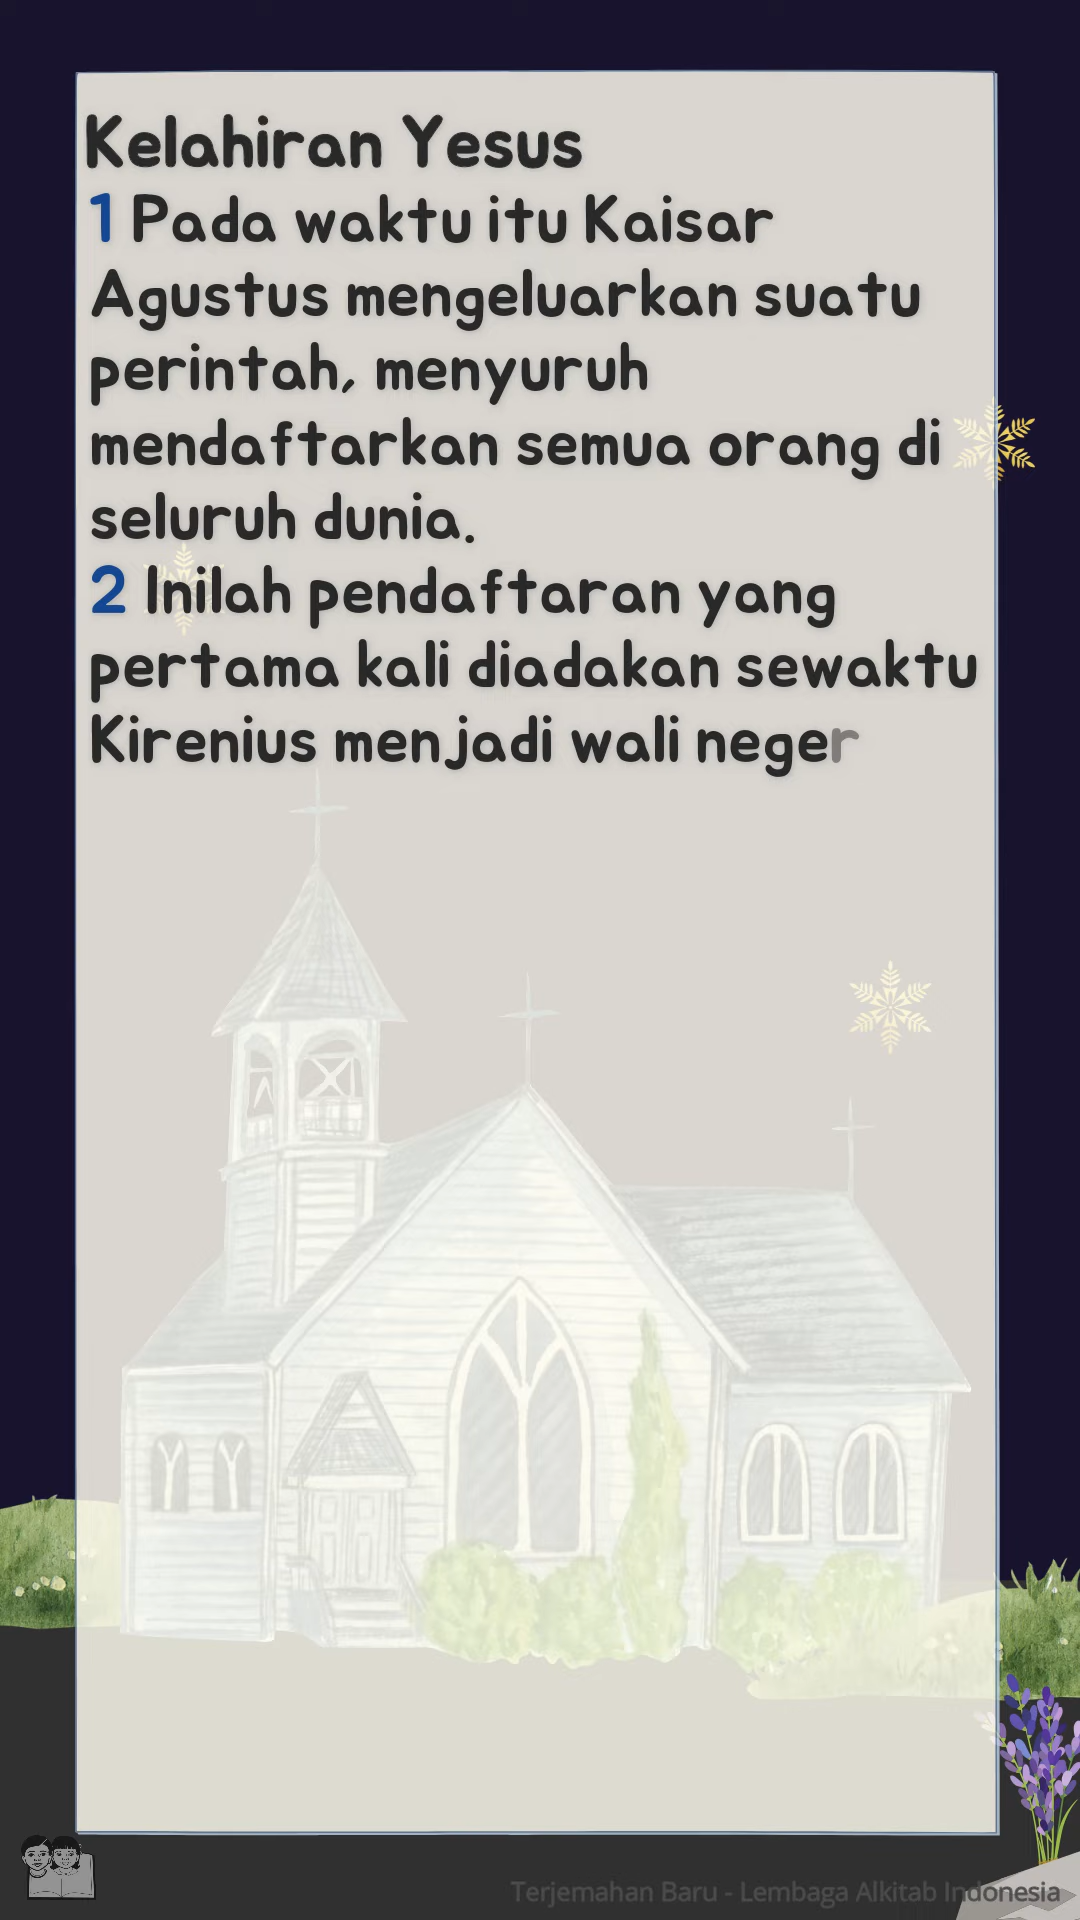 Kelahiran Yesus
1 Pada waktu itu Kaisar
Agustus mengeluarkan suatu
perintah, menyuruh
mendaftarkan semua orang di
seluruh dunia.
2 Inilah pendaftaran yang
pertama kali diadakan sewaktu
Kirenius menjadi wali neger
Terjemahan Baru - Lembaga Alkitab Indonesia